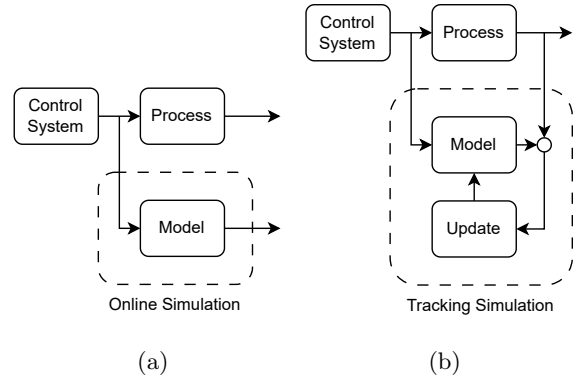 Control
System
Process
Model
Online Simulation
(a)
Control
System
Process
Model
Update
Tracking Simulation
(b)